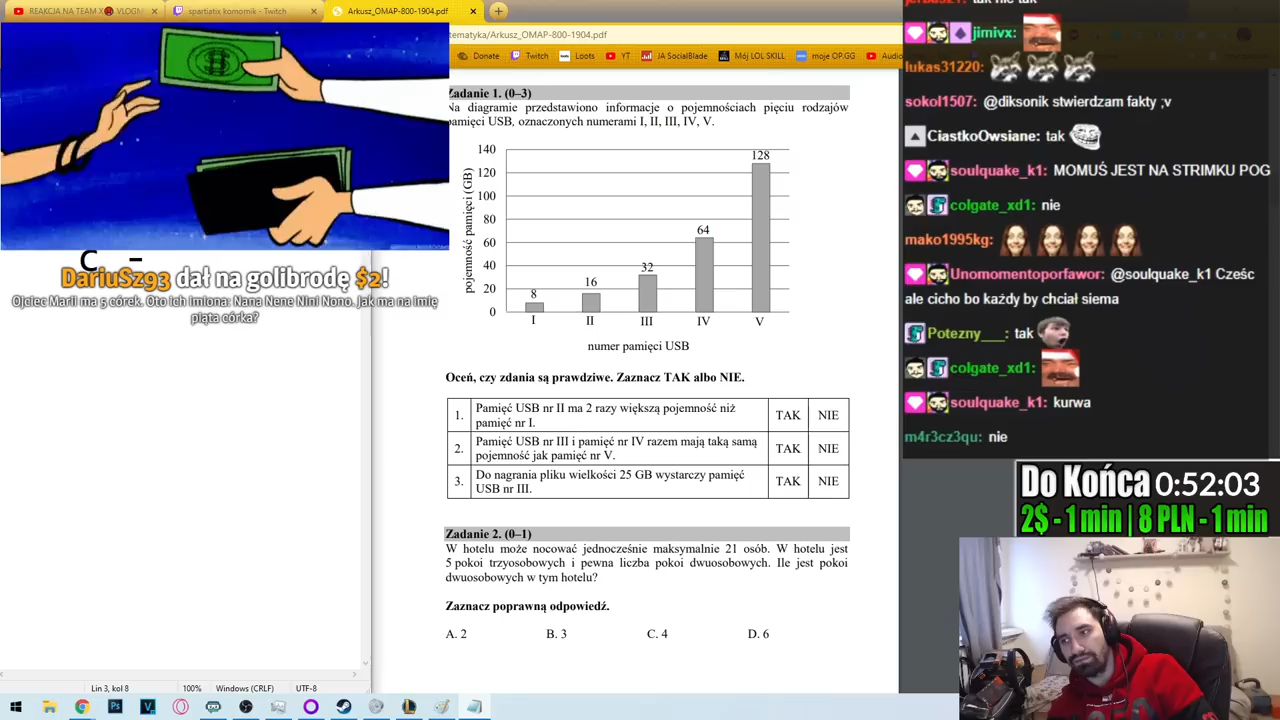 REAKCJA NA TEAM X
VLOGN
spartiatix komornik - Twitch
Arkusz_OMAP-800-1904.pdf
tematyka/Arkusz_OMAP-800-1904.pdf
Donate
Twitch
Loots
YT
JA SocialBlade
Mój LOL SKILL
moje OP.GG
Audio
C -
DariuSz93 dał na golibrodę $2!
Ojciec Marii ma 5 córek. Oto ich imiona: Nana Nene Nini Nono. Jak ma na imię
piąta córka?
Zadanie 1. (0–3)
Na diagramie przedstawiono informacje o pojemnościach pięciu rodzajów
pamięci USB, oznaczonych numerami I, II, III, IV, V.
pojemność pamięci (GB)
140
120
100
80
60
40
20
0
8
16
32
64
128
I II III IV V
numer pamięci USB
Oceń, czy zdania są prawdziwe. Zaznacz TAK albo NIE.
1. Pamięć USB nr II ma 2 razy większą pojemność niż
pamięć nr I. TAK NIE
2. Pamięć USB nr III i pamięć nr IV razem mają taką samą
pojemność jak pamięć nr V. TAK NIE
3. Do nagrania pliku wielkości 25 GB wystarczy pamięć
USB nr III. TAK NIE
Zadanie 2. (0–1)
W hotelu może nocować jednocześnie maksymalnie 21 osób. W hotelu jest
5 pokoi trzyosobowych i pewna liczba pokoi dwuosobowych. Ile jest pokoi
dwuosobowych w tym hotelu?
Zaznacz poprawną odpowiedź.
A. 2 B. 3 C. 4 D. 6
tak nie tak
jimivx:
lukas31220:
sokol1507: @diksonik stwierdzam fakty ;v
CiastkoOwsiane: tak
soulquake_k1: MOMUŚ JEST NA STRIMKU POG
colgate_xd1: nie
mako1995kg:
Unomomentoporfawor: @soulquake_k1 Cześc
ale cicho bo każdy by chciał siema
Potezny___: tak
colgate_xd1:
soulquake_k1: kurwa
m4r3cz3qu: nie
Do Końca 0:52:03
2$ - 1 min | 8 PLN - 1 min
Lin 3, kol 8
100%
Windows (CRLF)
UTF-8